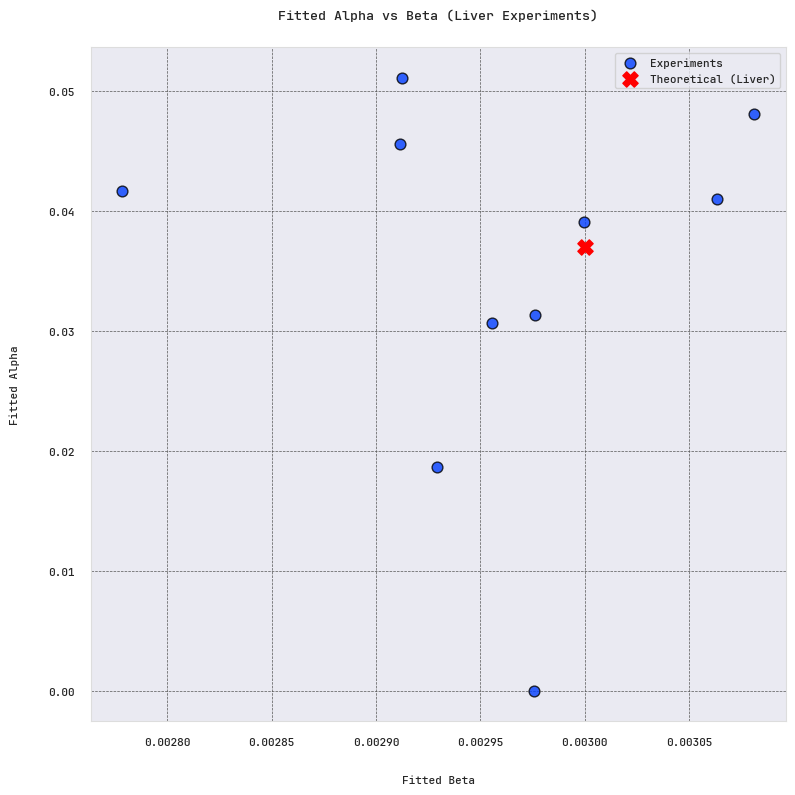 Fitted Alpha vs Beta (Liver Experiments)
Experiments
Theoretical (Liver)
0.05
0.04
0.03
0.02
0.01
0.00
Fitted Alpha
0.00280 0.00285 0.00290 0.00295 0.00300 0.00305
Fitted Beta